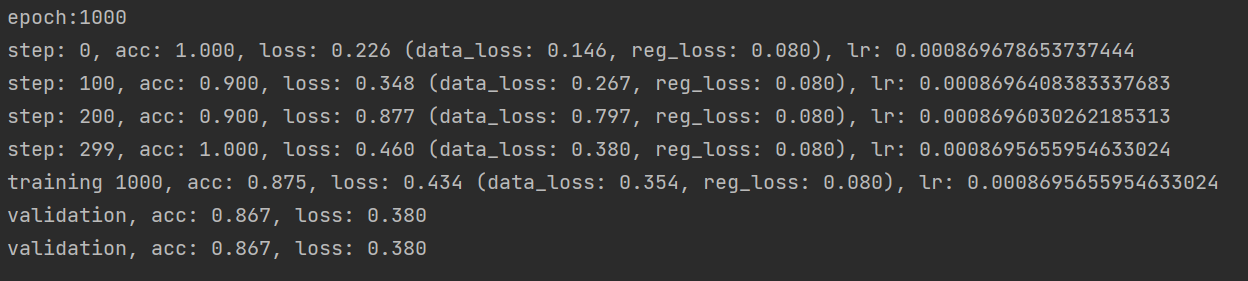 epoch:1000
step: 0, acc: 1.000, loss: 0.226 (data_loss: 0.146, reg_loss: 0.080), lr: 0.000869678653737444
step: 100, acc: 0.900, loss: 0.348 (data_loss: 0.267, reg_loss: 0.080), lr: 0.0008696408383337683
step: 200, acc: 0.900, loss: 0.877 (data_loss: 0.797, reg_loss: 0.080), lr: 0.0008696030262185313
step: 299, acc: 1.000, loss: 0.460 (data_loss: 0.380, reg_loss: 0.080), lr: 0.0008695655954633024
training 1000, acc: 0.875, loss: 0.434 (data_loss: 0.354, reg_loss: 0.080), lr: 0.0008695655954633024
validation, acc: 0.867, loss: 0.380
validation, acc: 0.867, loss: 0.380